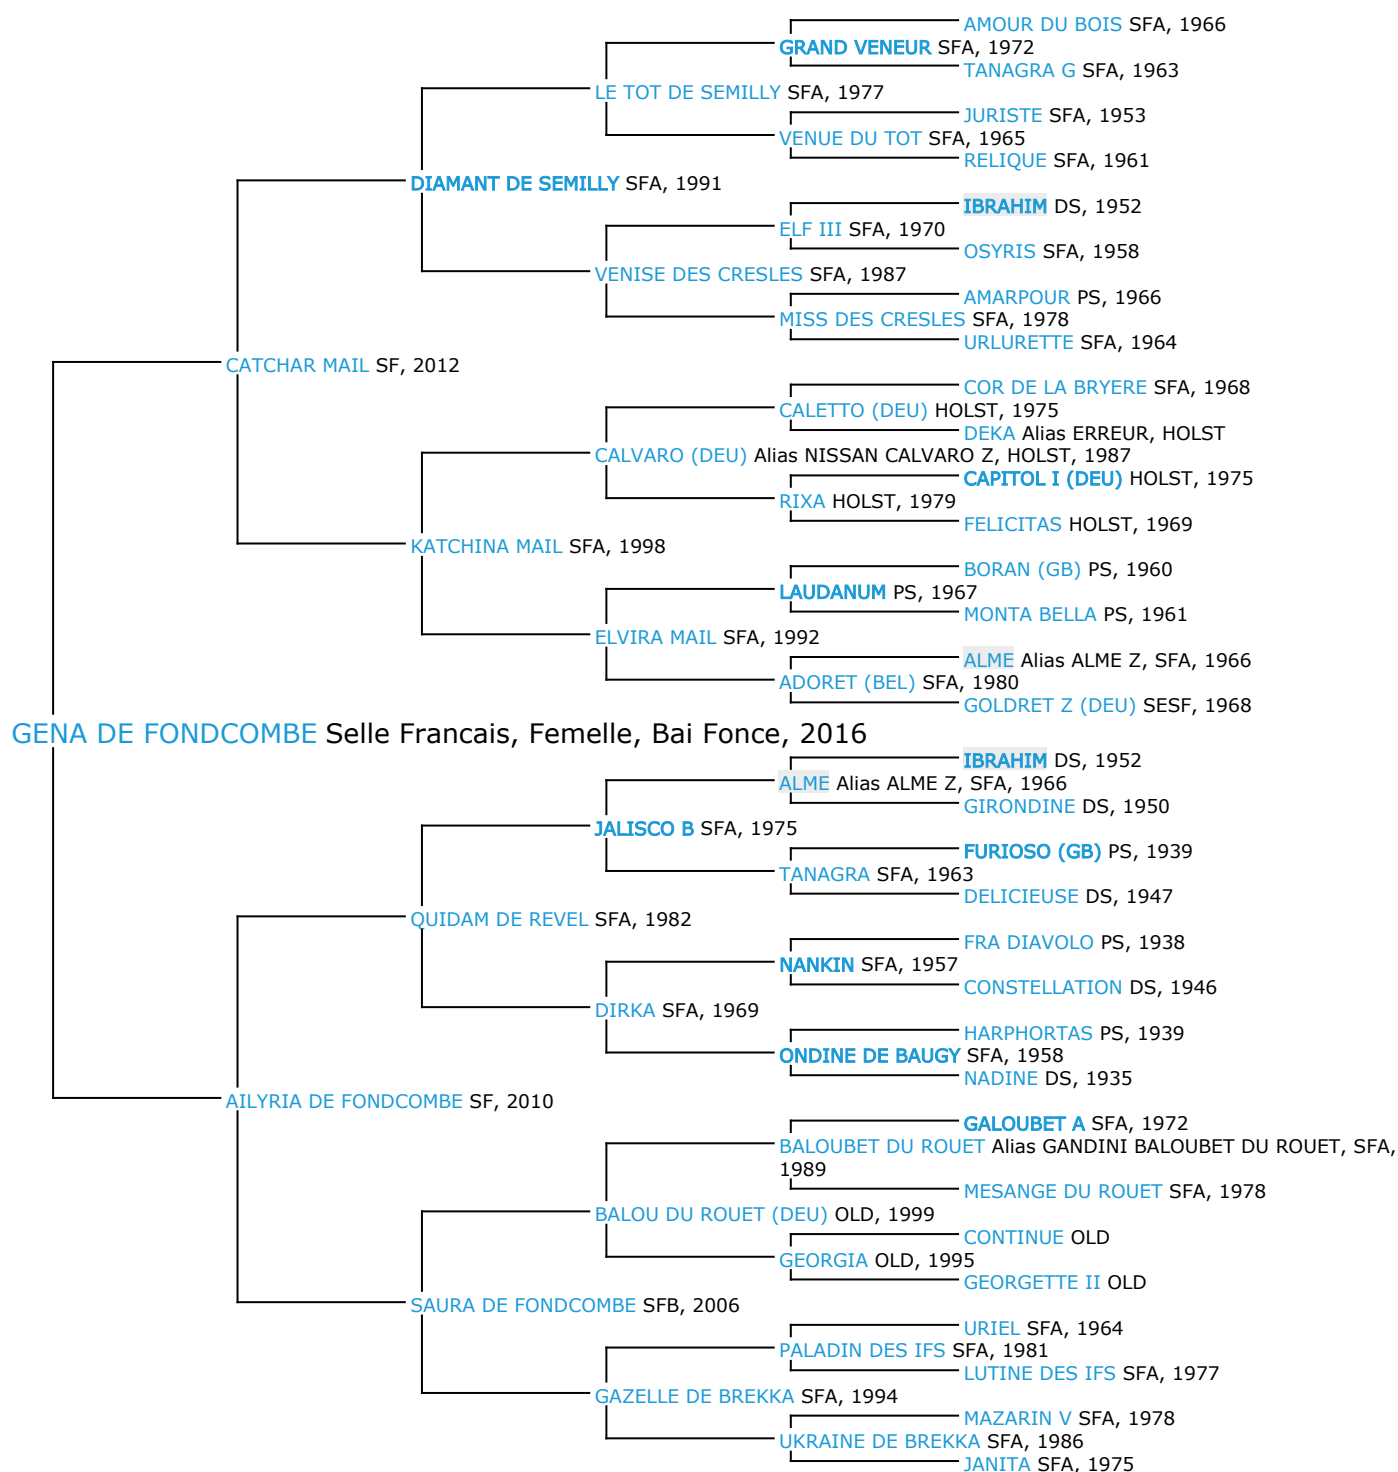 AMOUR DU BOIS SFA, 1966
GRAND VENEUR SFA, 1972
TANAGRA G SFA, 1963
LE TOT DE SEMILLY SFA, 1977
JURISTE SFA, 1953
VENUE DU TOT SFA, 1965
RELIQUE SFA, 1961
DIAMANT DE SEMILLY SFA, 1991
IBRAHIM DS, 1952
ELF III SFA, 1970
OSYRIS SFA, 1958
VENISE DES CRESLES SFA, 1987
AMARPOUR PS, 1966
MISS DES CRESLES SFA, 1978
URLURETTE SFA, 1964
CATCHAR MAIL SF, 2012
COR DE LA BRYERE SFA, 1968
CALETTO (DEU) HOLST, 1975
DEKA Alias ERREUR, HOLST
CALVARO (DEU) Alias NISSAN CALVARO Z, HOLST, 1987
CAPITOL I (DEU) HOLST, 1975
RIXA HOLST, 1979
FELICITAS HOLST, 1969
KATCHINA MAIL SFA, 1998
BORAN (GB) PS, 1960
LAUDANUM PS, 1967
MONTA BELLA PS, 1961
ELVIRA MAIL SFA, 1992
ALME Alias ALME Z, SFA, 1966
ADORET (BEL) SFA, 1980
GOLDRET Z (DEU) SESF, 1968
GENA DE FONDCOMBE Selle Francais, Femelle, Bai Fonce, 2016
IBRAHIM DS, 1952
ALME Alias ALME Z, SFA, 1966
GIRONDINE DS, 1950
JALISCO B SFA, 1975
FURIOSO (GB) PS, 1939
TANAGRA SFA, 1963
DELICIEUSE DS, 1947
QUIDAM DE REVEL SFA, 1982
FRA DIAVOLO PS, 1938
NANKIN SFA, 1957
CONSTELLATION DS, 1946
DIRKA SFA, 1969
HARPHORTAS PS, 1939
ONDINE DE BAUGY SFA, 1958
NADINE DS, 1935
AILYRIA DE FONDCOMBE SF, 2010
GALOUBET A SFA, 1972
BALOUBET DU ROUET Alias GANDINI BALOUBET DU ROUET, SFA,
1989
MESANGE DU ROUET SFA, 1978
BALOU DU ROUET (DEU) OLD, 1999
CONTINUE OLD
GEORGIA OLD, 1995
GEORGETTE II OLD
SAURA DE FONDCOMBE SFB, 2006
URIEL SFA, 1964
PALADIN DES IFS SFA, 1981
LUTINE DES IFS SFA, 1977
GAZELLE DE BREKKA SFA, 1994
MAZARIN V SFA, 1978
UKRAINE DE BREKKA SFA, 1986
JANITA SFA, 1975